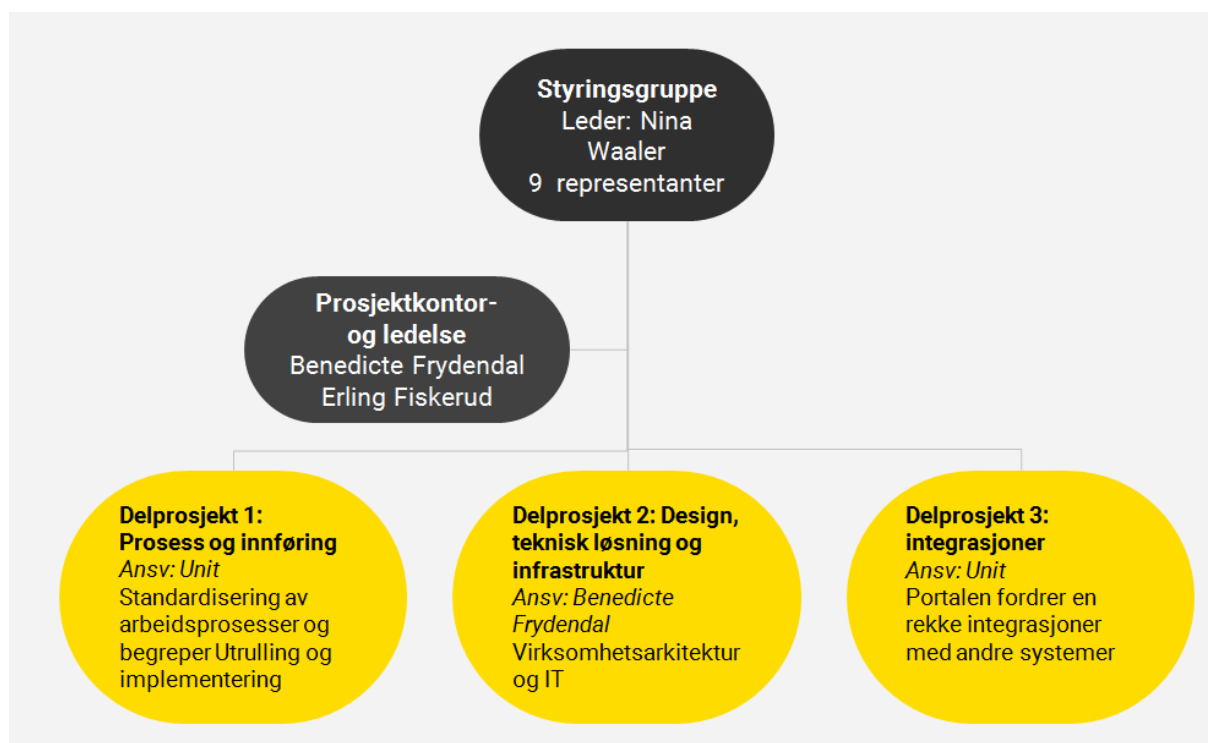 Styringsgruppe
Leder: Nina
Waaler
9 representanter
Prosjektkontor-
og ledelse
Benedicte Frydendal
Erling Fiskerud
Delprosjekt 1:
Prosess og innføring
Ansv: Unit
Standardisering av
arbeidsprosesser og
begreper Utrulling og
implementering
Delprosjekt 2: Design,
teknisk løsning og
infrastruktur
Ansv: Benedicte
Frydendal
Virksomhetsarkitektur
og IT
Delprosjekt 3:
integrasjoner
Ansv: Unit
Portalen fordrer en
rekke integrasjoner
med andre systemer